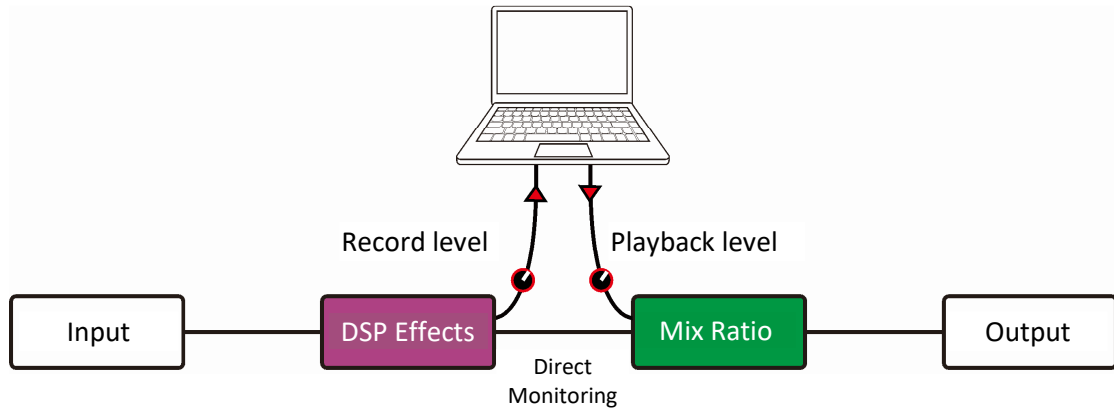 Record level
Playback level
Input
DSP Effects
Mix Ratio
Output
Direct
Monitoring